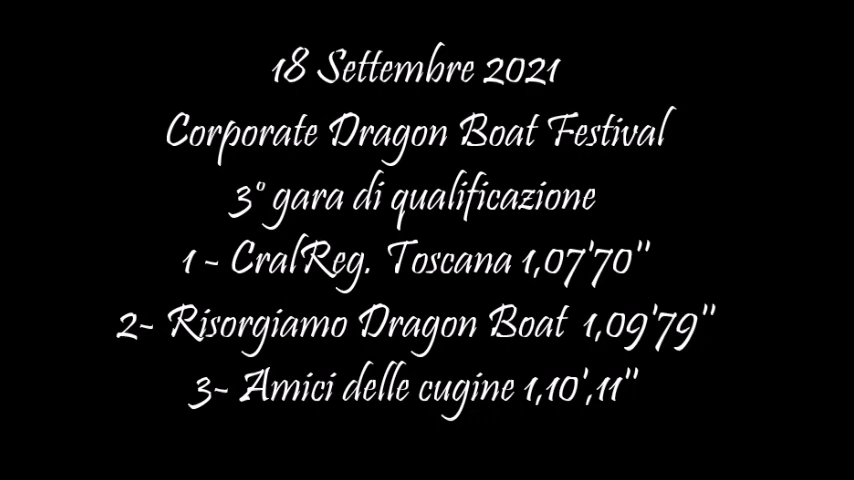 18 Settembre 2021
Corporate Dragon Boat Festival
3° gara di qualificazione
1 - CralReg. Toscana 1,07'70"
2- Risorgiamo Dragon Boat 1,09'79"
3- Amici delle cugine 1,10',11"